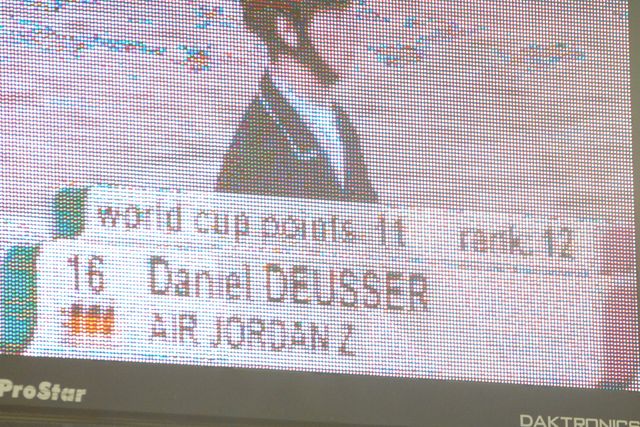 world cup points: 11 rank: 12
16 Daniel DEUSSER
AIR JORDAN Z
ProStar
DAKTRONICS